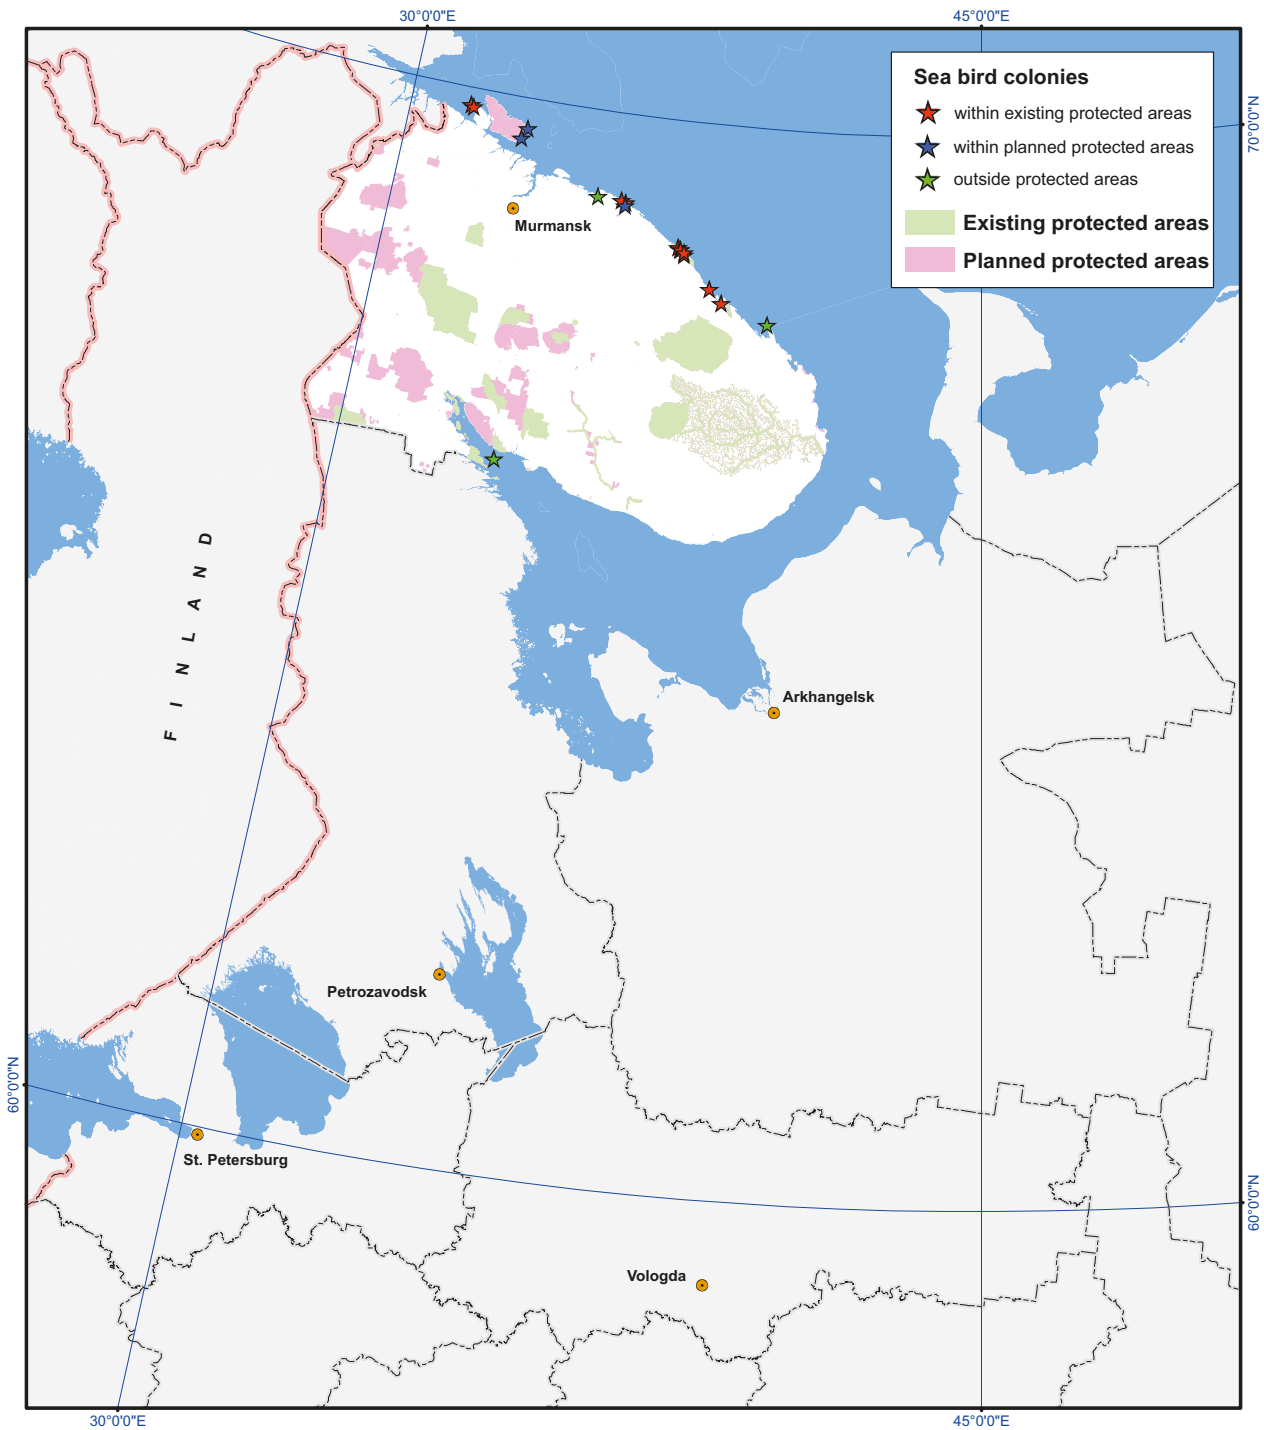 30°0'0"E
45°0'0"E
Sea bird colonies
within existing protected areas
within planned protected areas
outside protected areas
Existing protected areas
Planned protected areas
70°0'0"N
Murmansk
FINLAND
Arkhangelsk
Petrozavodsk
60°0'0"N
St. Petersburg
60°0'0"N
Vologda
30°0'0"E
45°0'0"E